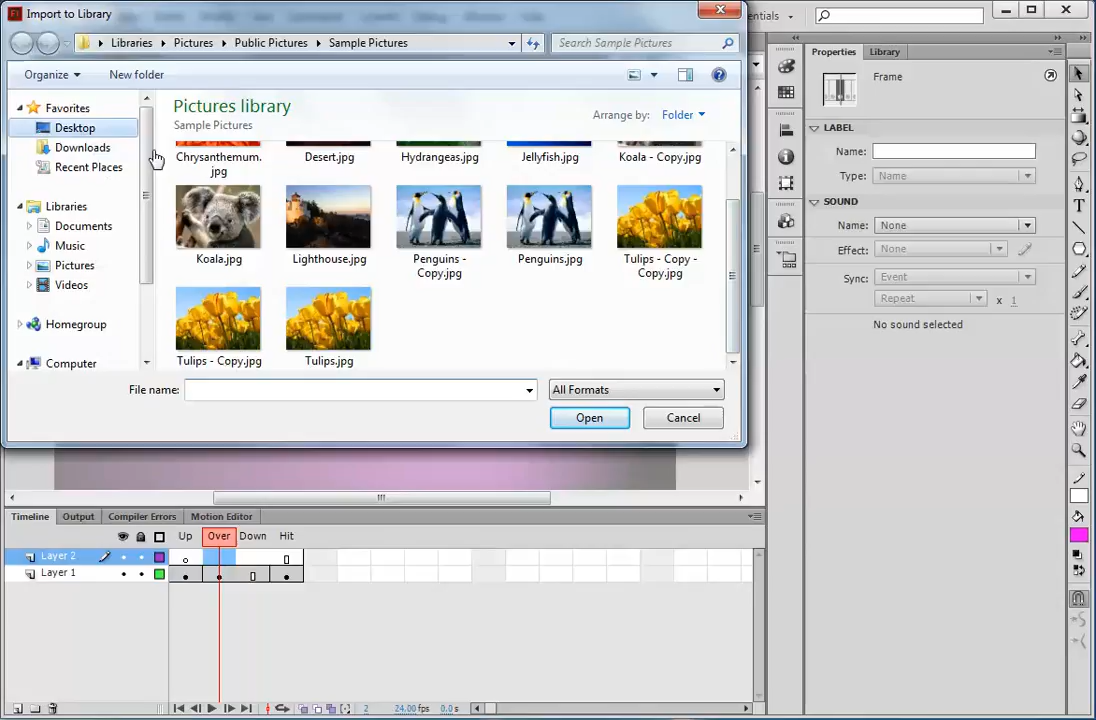 Import to Library
Libraries
Pictures
Public Pictures
Sample Pictures
Search Sample Pictures
Organize
New folder
Favorites
Desktop
Downloads
Recent Places
Libraries
Documents
Music
Pictures
Videos
Homegroup
Computer
Pictures library
Sample Pictures
Arrange by: Folder
Chrysanthemum.
jpg
Desert.jpg
Hydrangeas.jpg
Jellyfish.jpg
Koala - Copy.jpg
Koala.jpg
Lighthouse.jpg
Penguins -
Copy.jpg
Penguins.jpg
Tulips - Copy -
Copy.jpg
Tulips - Copy.jpg
Tulips.jpg
File name:
All Formats
Open
Cancel
entials
Properties
Library
Frame
LABEL
Name:
Type: Name
SOUND
Name: None
Effect: None
Sync: Event
Repeat x 1
No sound selected
Timeline
Output
Compiler Errors
Motion Editor
Up
Over
Down
Hit
Layer 2
Layer 1
2
24.00 fps
0.0 s